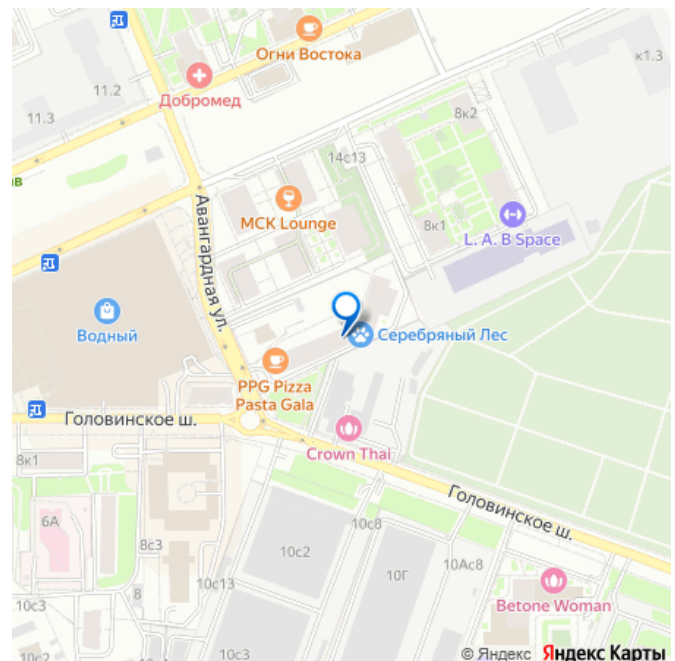 Огни Востока
к1.3
11.2
Добромед
11.3
8к2
14с13
МСК Lounge
8к1
L. A. B Space
Авангардная ул.
Водный
Серебряный Лес
PPG Pizza
Pasta Gala
Головинское ш.
Crown Thai
8к1
Головинское ш.
6А
10с8
8с3
10с2
10Г
10Ас8
10с13
8
10с3
Betone Woman
10с2
10с3
© Яндекс Яндекс Карты